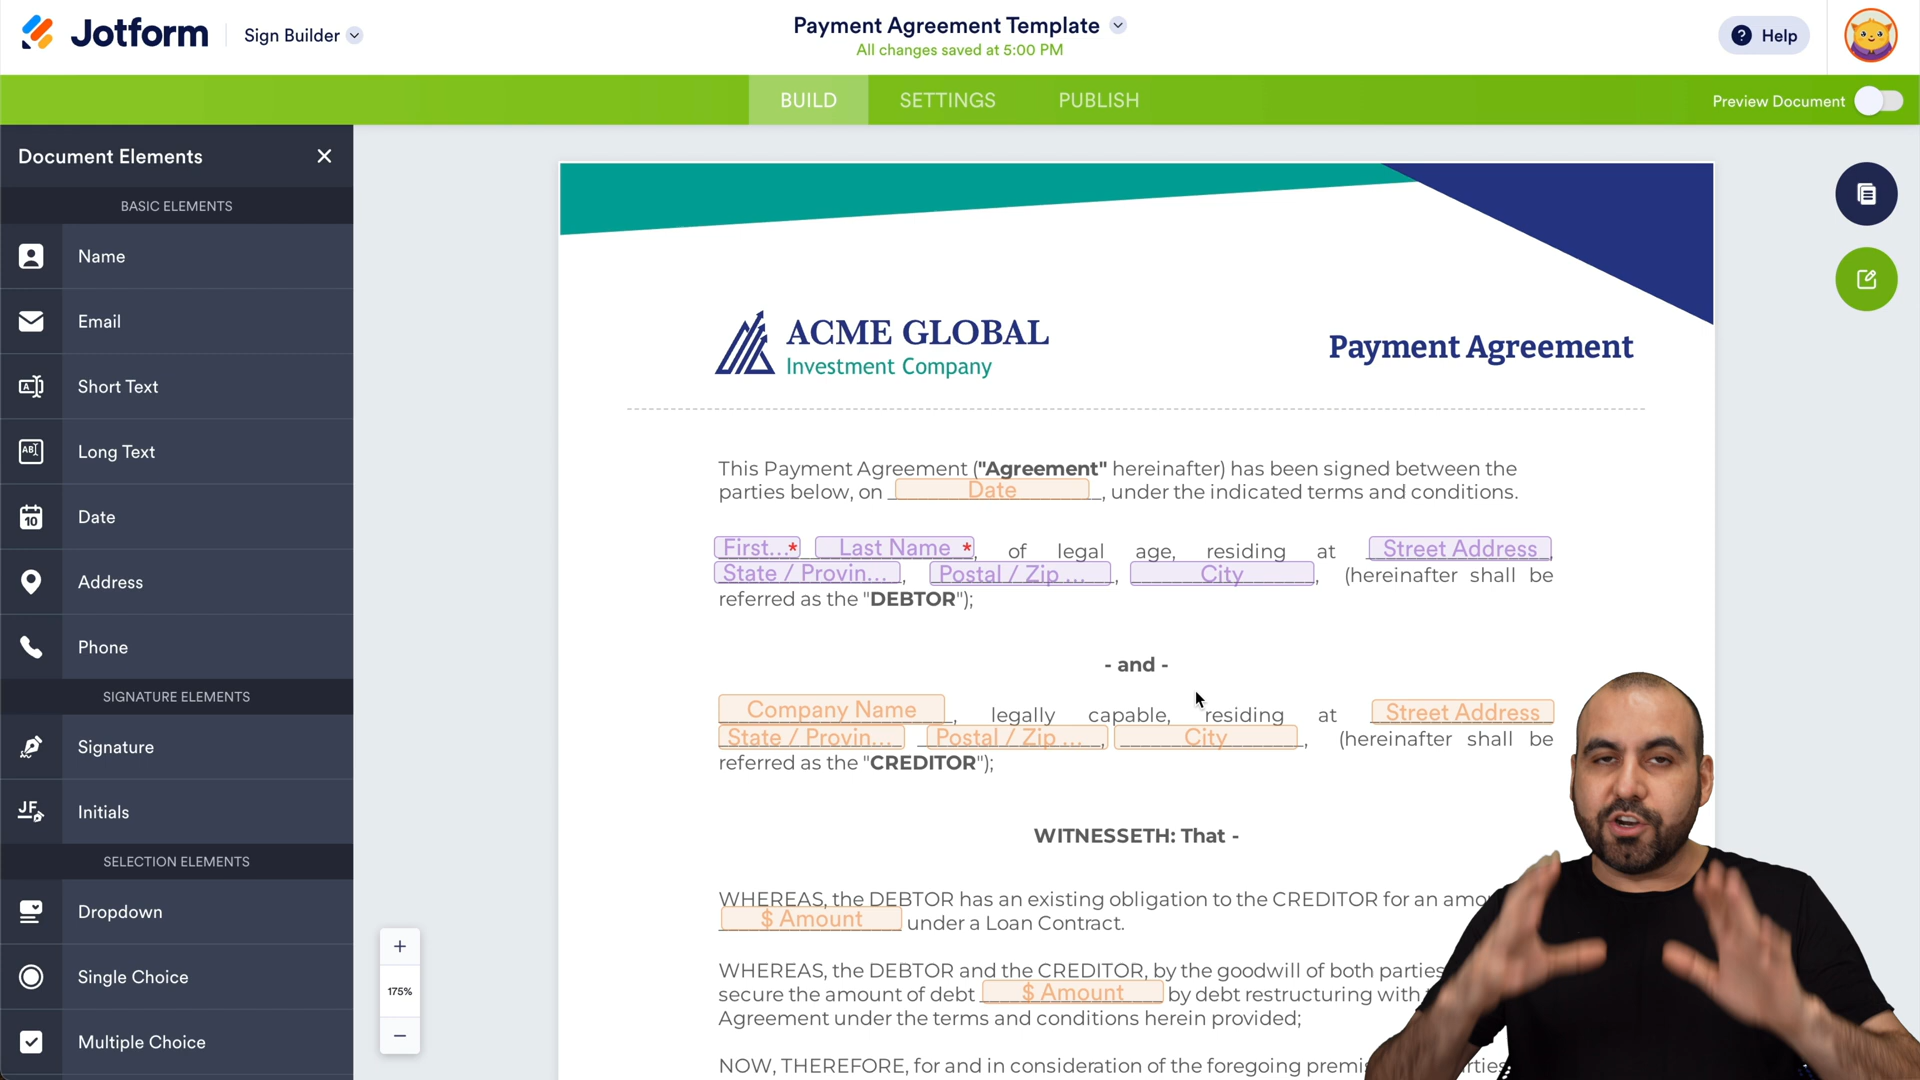 Jotform
Sign Builder
Payment Agreement Template
All changes saved at 5:00 PM
Help
BUILD
SETTINGS
PUBLISH
Preview Document
Document Elements
BASIC ELEMENTS
Name
Email
Short Text
Long Text
Date
Address
Phone
SIGNATURE ELEMENTS
Signature
Initials
SELECTION ELEMENTS
Dropdown
Single Choice
Multiple Choice
175%
ACME GLOBAL
Investment Company
Payment Agreement
This Payment Agreement ("Agreement" hereinafter) has been signed between the
parties below, on Date, under the indicated terms and conditions.
First...* Last Name *, of legal age, residing at Street Address,
State / Provin..., Postal / Zip ..., City, (hereinafter shall be
referred as the "DEBTOR");
- and -
Company Name, legally capable, residing at Street Address
State / Provin... Postal / Zip ..., City, (hereinafter shall be
referred as the "CREDITOR");
WITNESSETH: That -
WHEREAS, the DEBTOR has an existing obligation to the CREDITOR for an
$ Amount under a Loan Contract.
WHEREAS, the DEBTOR and the CREDITOR, by the goodwill of both parties
secure the amount of debt $ Amount by debt restructuring with
Agreement under the terms and conditions herein provided;
NOW, THEREFORE, for and in consideration of the foregoing